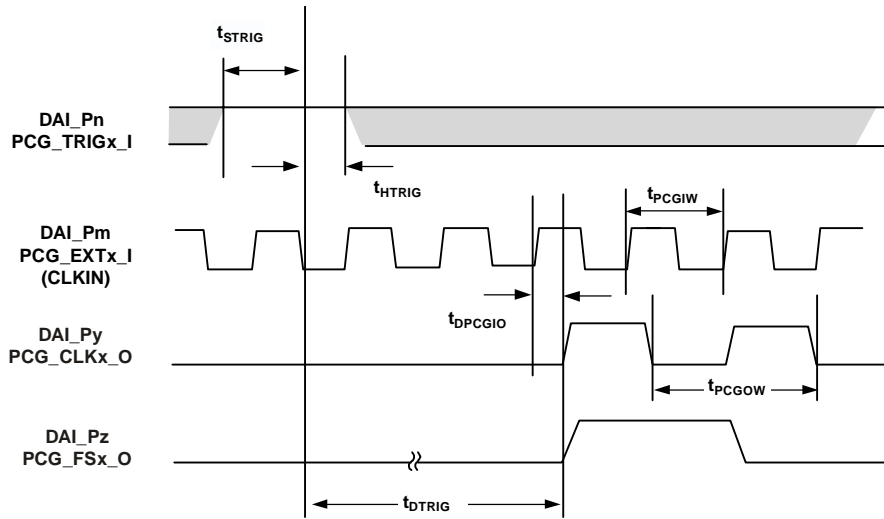 tSTRIG
DAI_Pn
PCG_TRIGx_I
tHTRIG
tPCGIW
DAI_Pm
PCG_EXTx_I
(CLKIN)
tDPCGIO
DAI_Py
PCG_CLKx_O
tPCGOW
DAI_Pz
PCG_FSx_O
tDTRIG